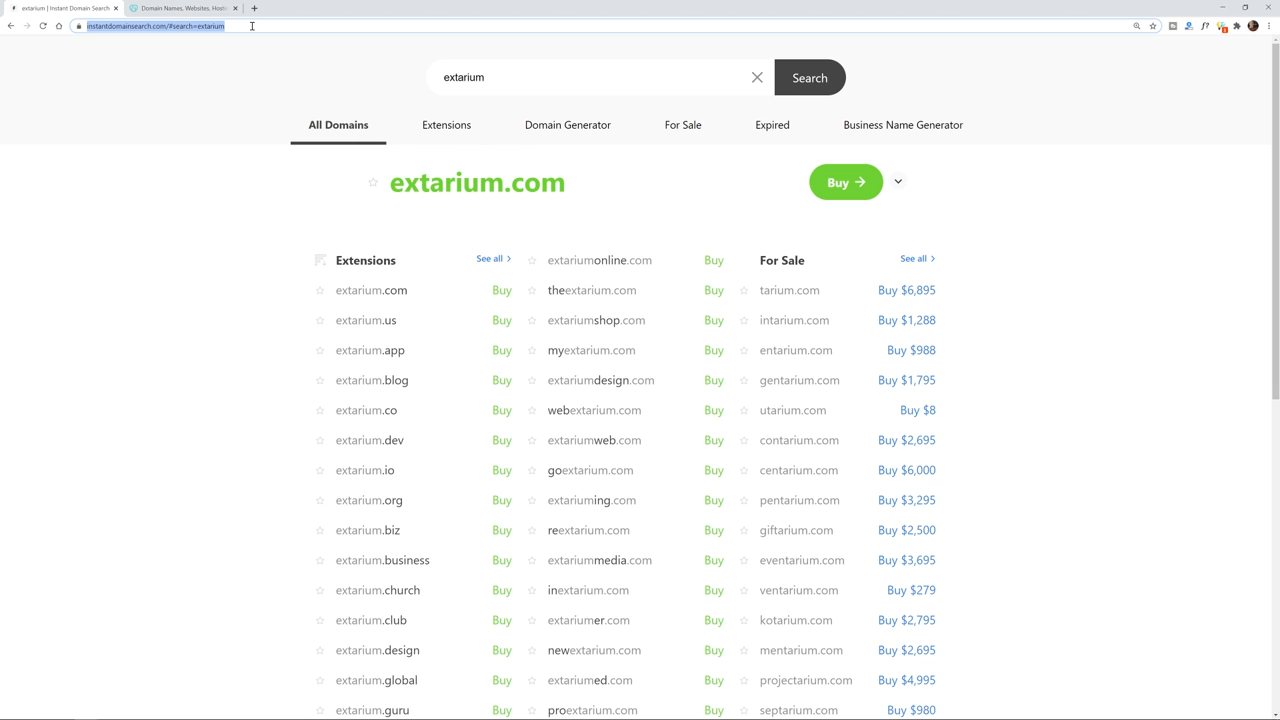 extarium | Instant Domain Search
Domain Names, Websites, Hosti
instantdomainsearch.com/#search=extarium
extarium
Search
All Domains
Extensions
Domain Generator
For Sale
Expired
Business Name Generator
extarium.com
Buy
Extensions
See all
extarium.com Buy
extarium.us Buy
extarium.app Buy
extarium.blog Buy
extarium.co Buy
extarium.dev Buy
extarium.io Buy
extarium.org Buy
extarium.biz Buy
extarium.business Buy
extarium.church Buy
extarium.club Buy
extarium.design Buy
extarium.global Buy
extarium.guru Buy
extariumonline.com Buy
theextarium.com Buy
extariumshop.com Buy
myextarium.com Buy
extariumdesign.com Buy
webextarium.com Buy
extariumweb.com Buy
goextarium.com Buy
extariuming.com Buy
reextarium.com Buy
extariummedia.com Buy
inextarium.com Buy
extariumer.com Buy
newextarium.com Buy
extariumed.com Buy
proextarium.com Buy
For Sale
See all
tarium.com Buy $6,895
intarium.com Buy $1,288
entarium.com Buy $988
gentarium.com Buy $1,795
utarium.com Buy $8
contarium.com Buy $2,695
centarium.com Buy $6,000
pentarium.com Buy $3,295
giftarium.com Buy $2,500
eventarium.com Buy $3,695
ventarium.com Buy $279
kotarium.com Buy $2,795
mentarium.com Buy $2,695
projectarium.com Buy $4,995
septarium.com Buy $980